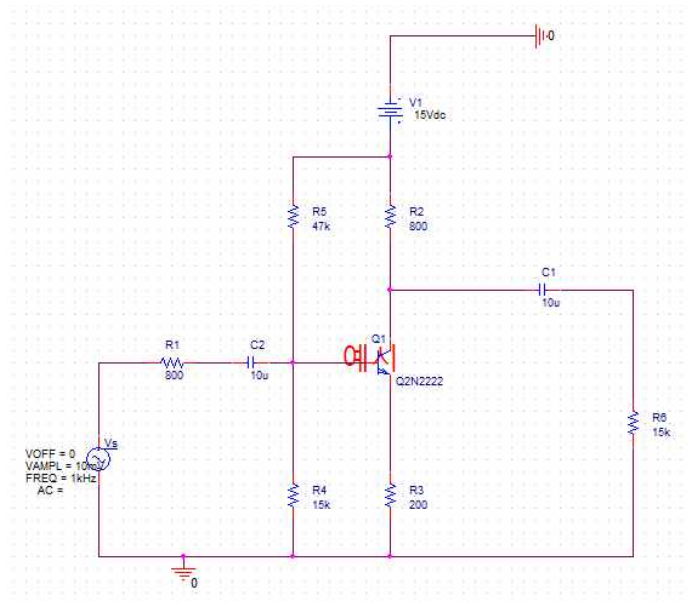 0
V1
15Vdc
R5
47k
R2
800
C1
10u
R1
800
C2
10u
Q1
Q2N2222
R6
15k
Vs
VOFF = 0
VAMPL = 10mV
FREQ = 1kHz
AC =
R4
15k
R3
200
0